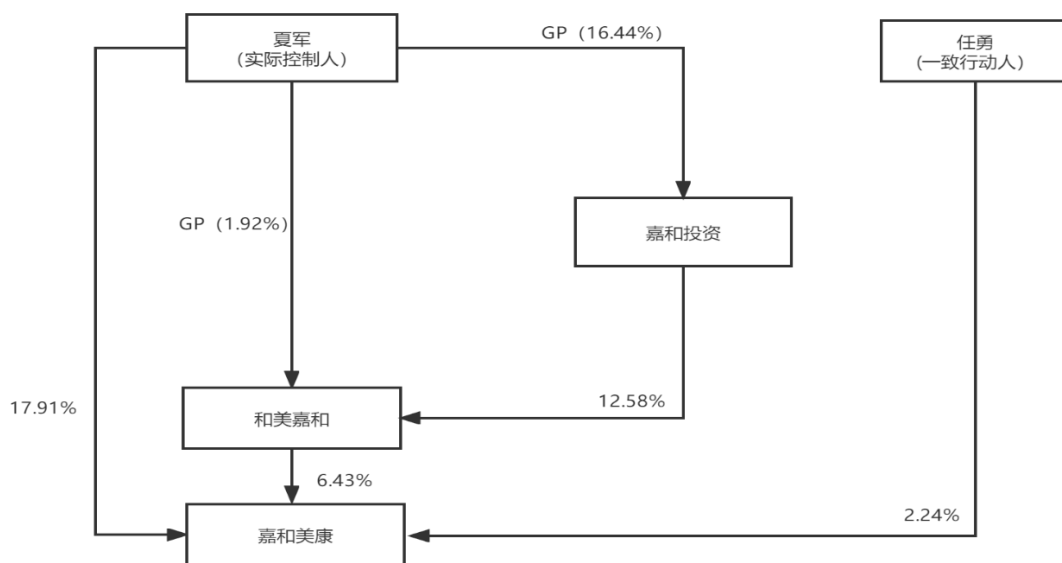 夏军
（实际控制人）
GP（16.44%）
任勇
(一致行动人）
GP（1.92%）
嘉和投资
17.91%
和美嘉和
12.58%
6.43%
嘉和美康
2.24%